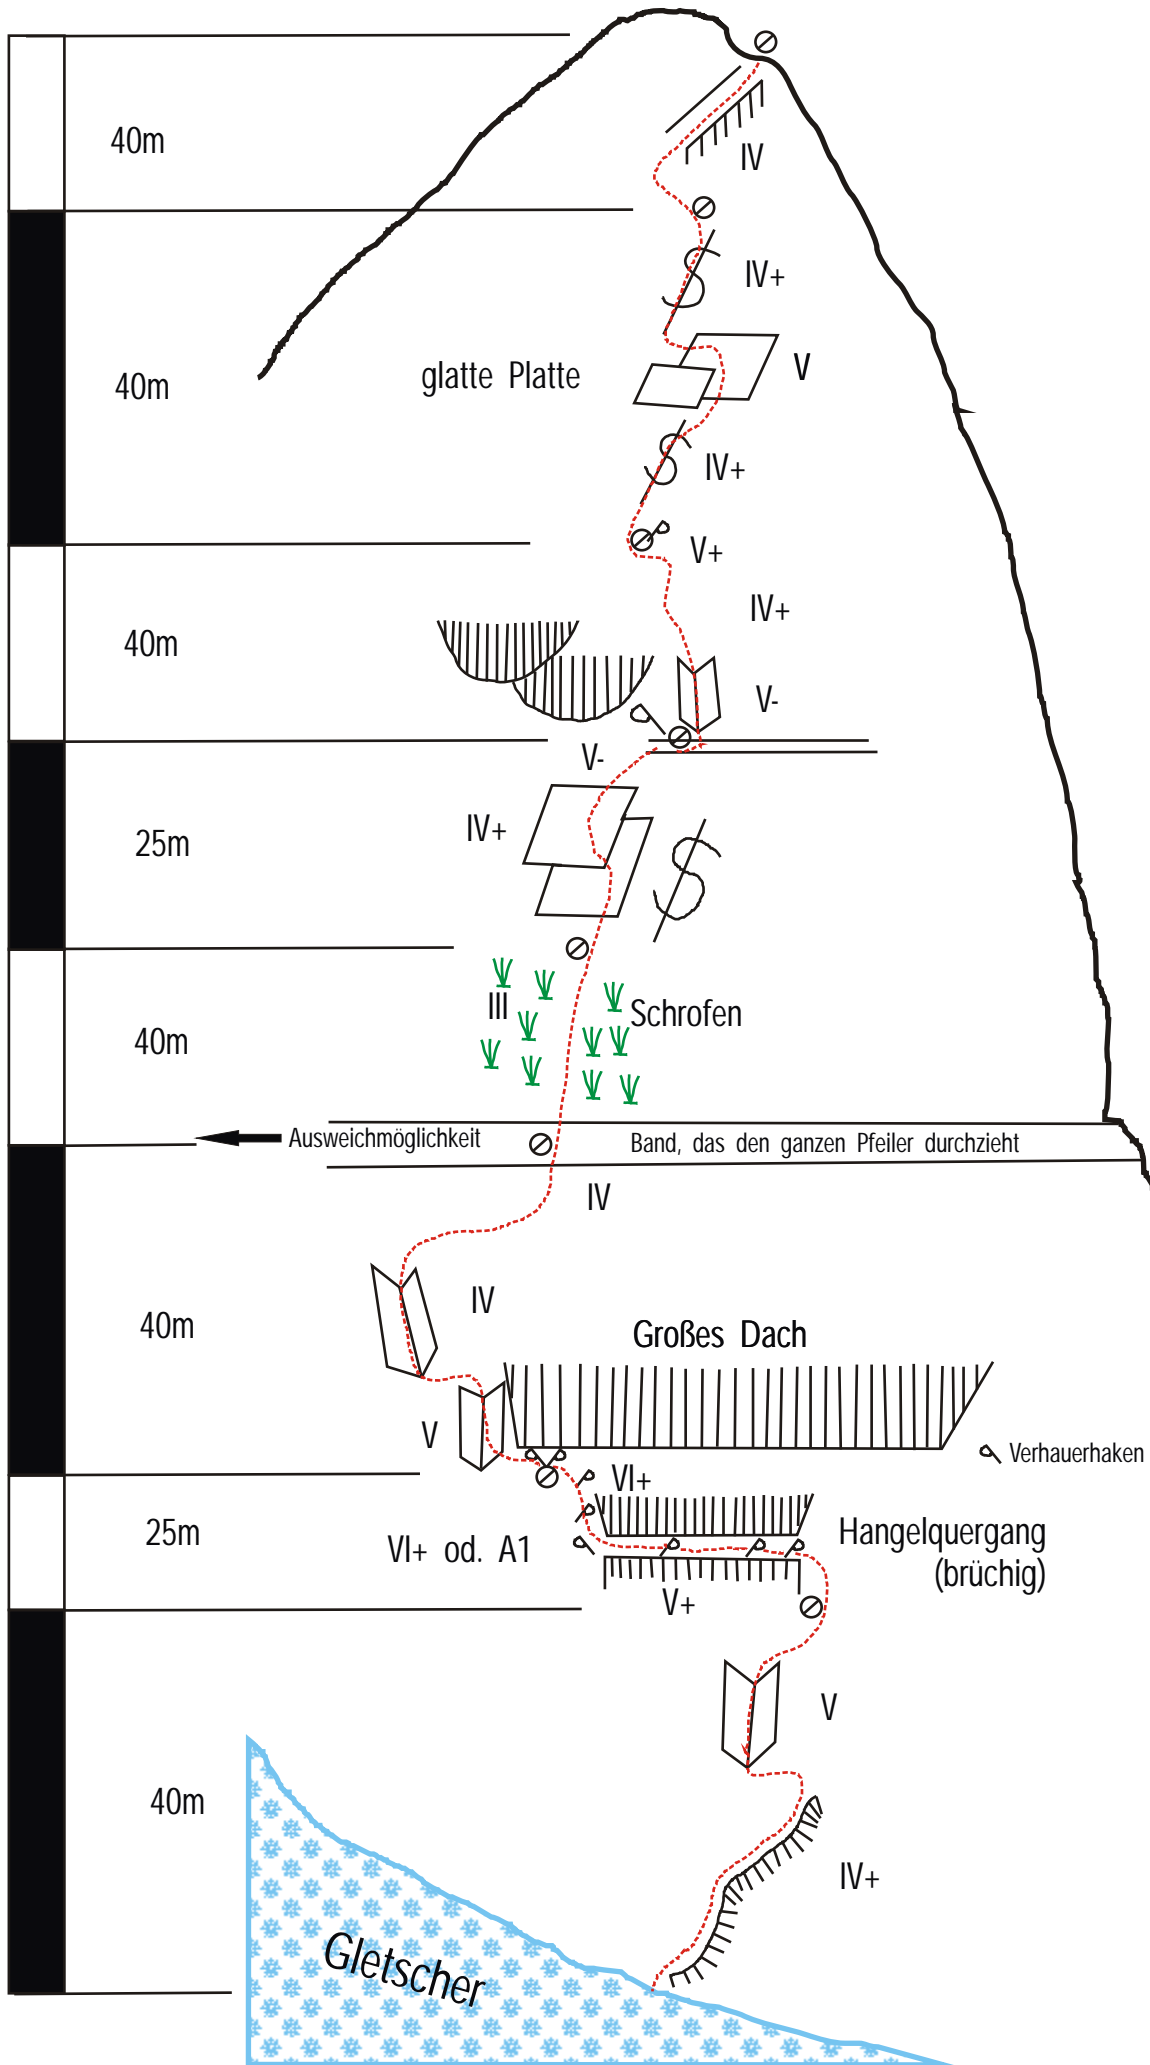 40m
IV
IV+
40m
glatte Platte
V
IV+
V+
IV+
40m
V-
V-
IV+
25m
III
Schrofen
40m
Ausweichmöglichkeit
Band, das den ganzen Pfeiler durchzieht
IV
IV
40m
Großes Dach
V
Verhauerhaken
VI+
25m
VI+ od. A1
Hangelquergang
(brüchig)
V+
V
40m
IV+
Gletscher